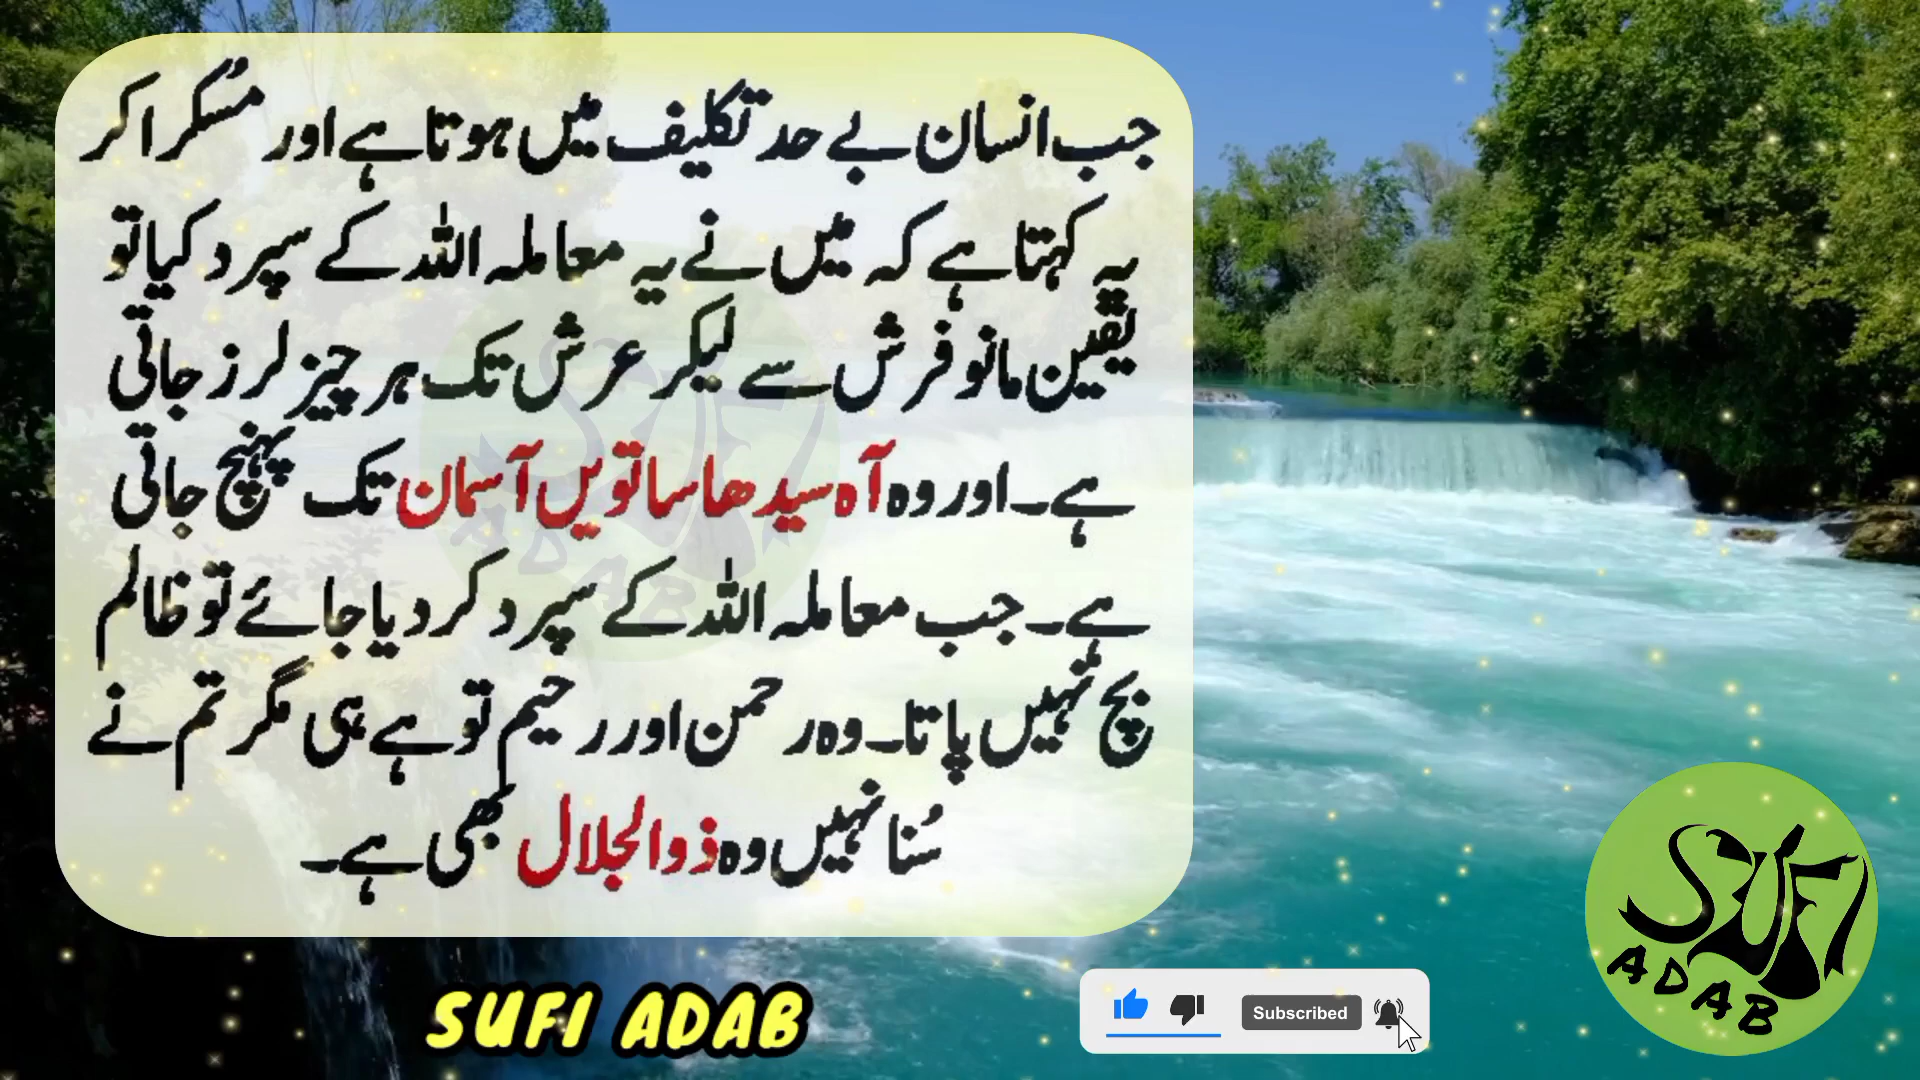 جب انسان بے حد تکلیف میں ہوتا ہے اور مُسکرا کر
یہ کہتا ہے کہ میں نے یہ معاملہ اللہ کے سپرد کیا تو
یقین مانو فرش سے لیکر عرش تک ہر چیز لرز جاتی
ہے۔ اور وہ آہ سیدھا ساتویں آسمان تک پہنچ جاتی
ہے۔ جب معاملہ اللہ کے سپرد کر دیا جائے تو ظالم
بچ نہیں پاتا۔ وہ رحمن اور رحیم تو ہے ہی مگر تم نے
سُنا نہیں وہ ذوالجلال بھی ہے۔
SUFI ADAB
Subscribed
SUFI
ADAB